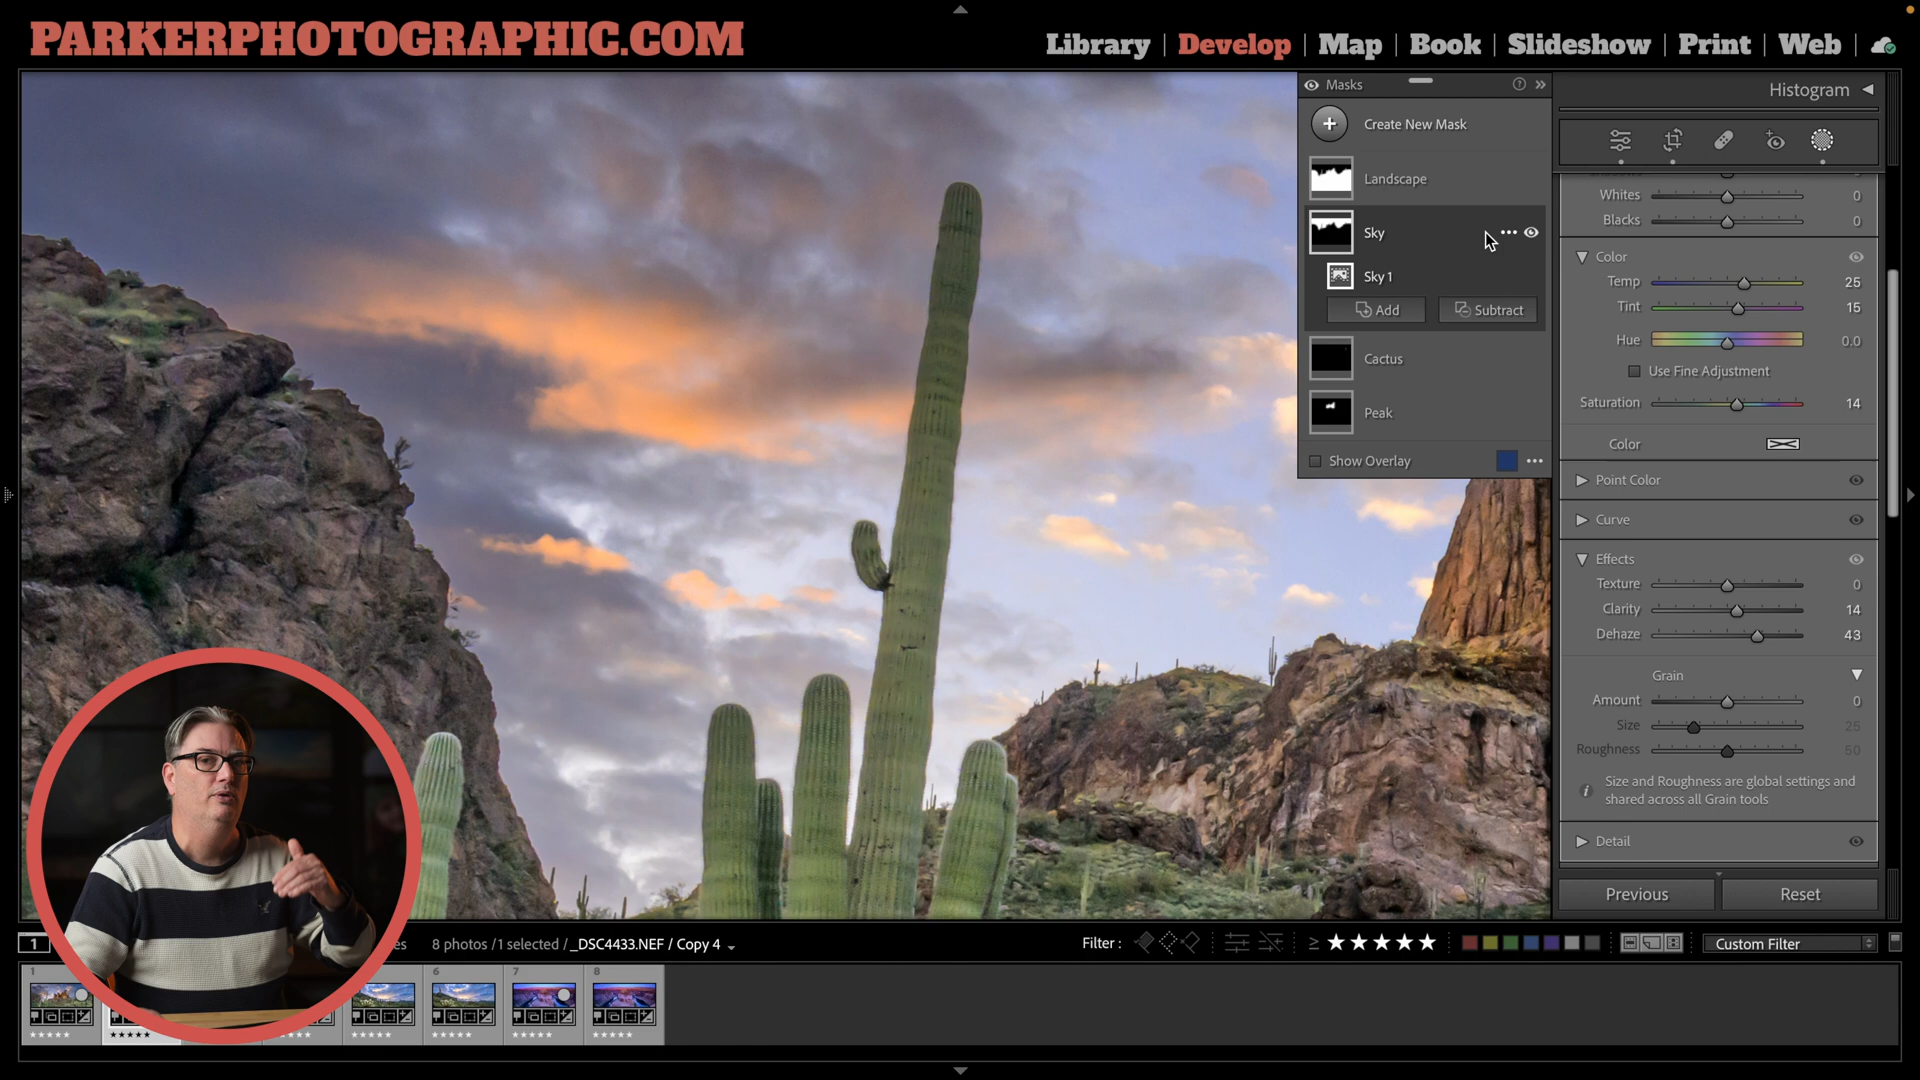 PARKERPHOTOGRAPHIC.COM
Library | Develop | Map | Book | Slideshow | Print | Web |
Masks
Create New Mask
Landscape
Sky
Sky 1
Add
Subtract
Cactus
Peak
Show Overlay
Histogram
Whites 0
Blacks 0
Color
Temp 25
Tint 15
Hue 0.0
Use Fine Adjustment
Saturation 14
Color
Point Color
Curve
Effects
Texture 0
Clarity 14
Dehaze 43
Grain
Amount 0
Size 25
Roughness 50
Size and Roughness are global settings and
shared across all Grain tools
Detail
Previous
Reset
1
8 photos / 1 selected / _DSC4433.NEF / Copy 4
Filter :
≥ ★★★★★
Custom Filter
1
6
7
8